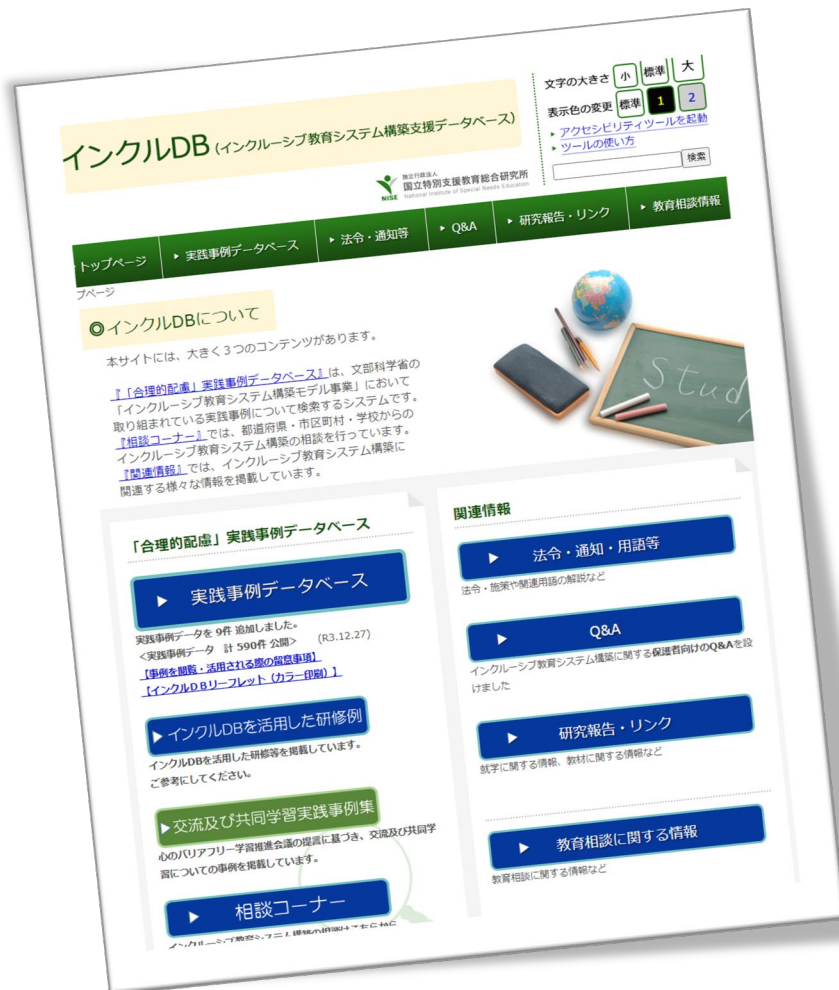 インクルDB(インクルーシブ教育システム構築支援データベース)
文字の大きさ 小 標準 大
表示色の変更 標準 1 2
アクセシビリティツールを起動
ツールの使い方
検索
独立行政法人
国立特別支援教育総合研究所
NISE National Institute of Special Needs Education
トップページ 実践事例データベース 法令・通知等 Q&A 研究報告・リンク 教育相談情報
プページ
◎インクルDBについて
本サイトには、大きく3つのコンテンツがあります。
『「合理的配慮」実践事例データベース』は、文部科学省の
「インクルーシブ教育システム構築モデル事業」において
取り組まれている実践事例について検索するシステムです。
『相談コーナー』では、都道府県・市区町村・学校からの
インクルーシブ教育システム構築の相談を行っています。
『関連情報』では、インクルーシブ教育システム構築に
関連する様々な情報を掲載しています。
Study
「合理的配慮」実践事例データベース
実践事例データベース
実践事例データを 9件 追加しました。
<実践事例データ 計 590件 公開> (R3.12.27)
【事例を閲覧・活用される際の留意事項】
【インクルDBリーフレット(カラー印刷)】
インクルDBを活用した研修例
インクルDBを活用した研修等を掲載しています。
ご参考にしてください。
交流及び共同学習実践事例集
心のバリアフリー学習推進会議の提言に基づき、交流及び共同学
習についての事例を掲載しています。
相談コーナー
インクルーシブ教育システム構築の相談はこちらから
関連情報
法令・通知・用語等
法令・施策や関連用語の解説など
Q&A
インクルーシブ教育システム構築に関する保護者向けのQ&Aを設
けました
研究報告・リンク
就学に関する情報、教材に関する情報など
教育相談に関する情報
教育相談に関する情報など